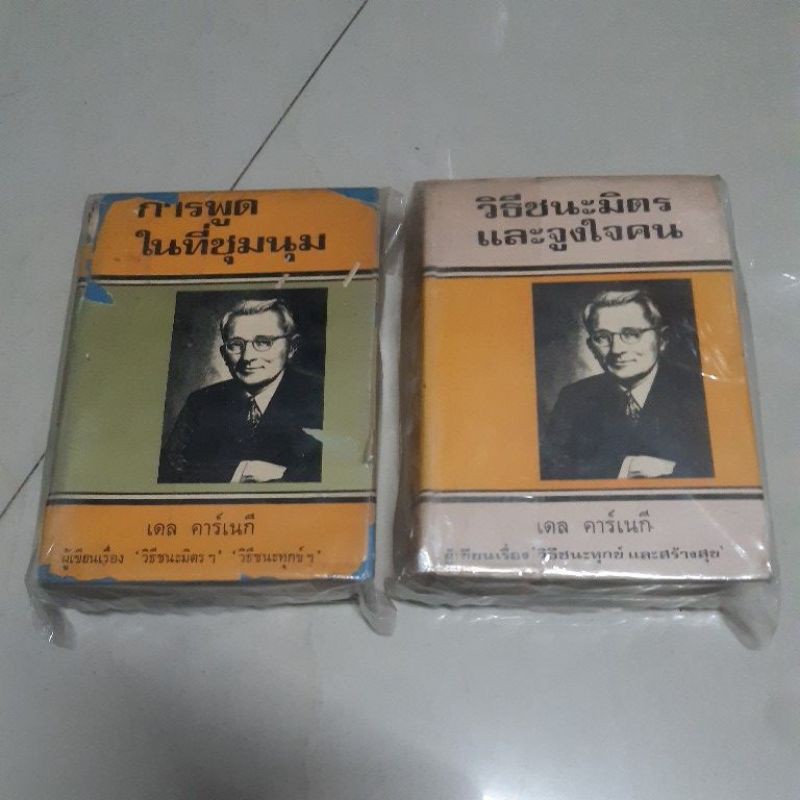 การพูด
ในที่ชุมนุม
เดล คาร์เนกี
ผู้เขียนเรื่อง 'วิธีชนะมิตร ๆ' 'วิธีชนะทุกข์ ๆ'
วิธีชนะมิตร
และจูงใจคน
เดล คาร์เนกี
ผู้เขียนเรื่อง 'วิธีชนะทุกข์ และสร้างสุข'